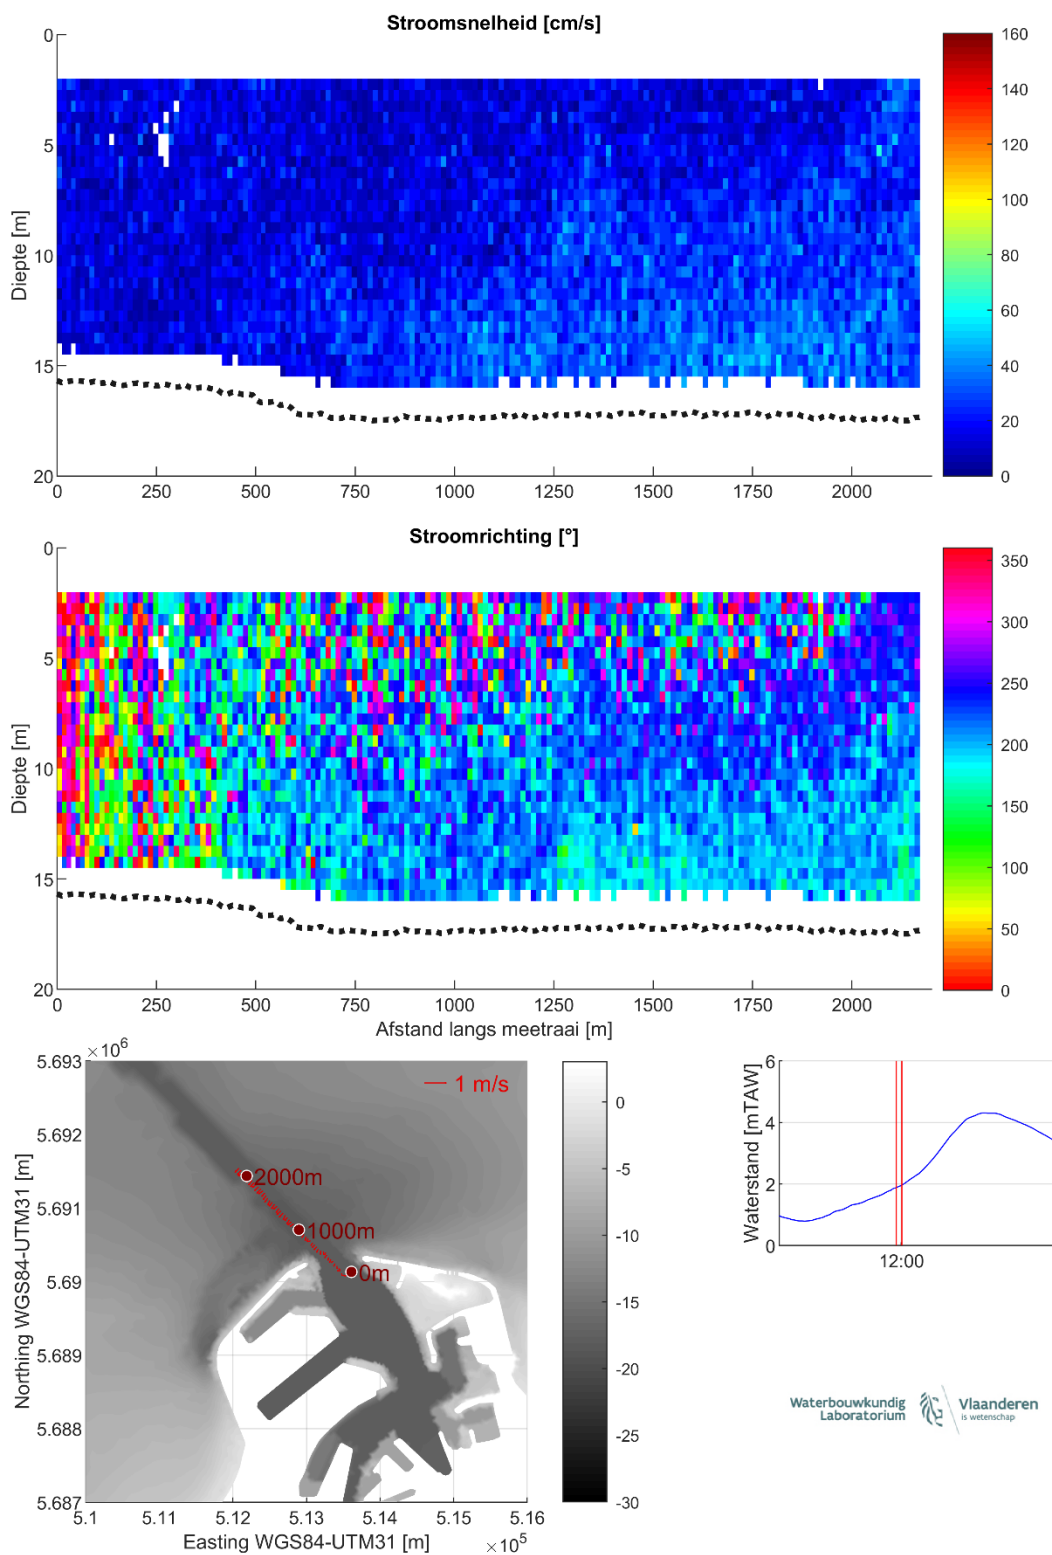 Stroomsnelheid [cm/s]
0
5
10
15
20
Diepte [m]
0 250 500 750 1000 1250 1500 1750 2000
160
140
120
100
80
60
40
20
0
Stroomrichting [°]
0
5
10
15
20
Diepte [m]
0 250 500 750 1000 1250 1500 1750 2000
Afstand langs meetraai [m]
350
300
250
200
150
100
50
0
×10⁶
5.693
5.692
5.691
5.69
5.689
5.688
5.687
Northing WGS84-UTM31 [m]
1 m/s
2000m
1000m
0m
5.1 5.11 5.12 5.13 5.14 5.15 5.16
Easting WGS84-UTM31 [m]
×10⁵
0
-5
-10
-15
-20
-25
-30
Waterstand [mTAW]
6
4
2
0
12:00
Waterbouwkundig
Laboratorium
Vlaanderen
is wetenschap